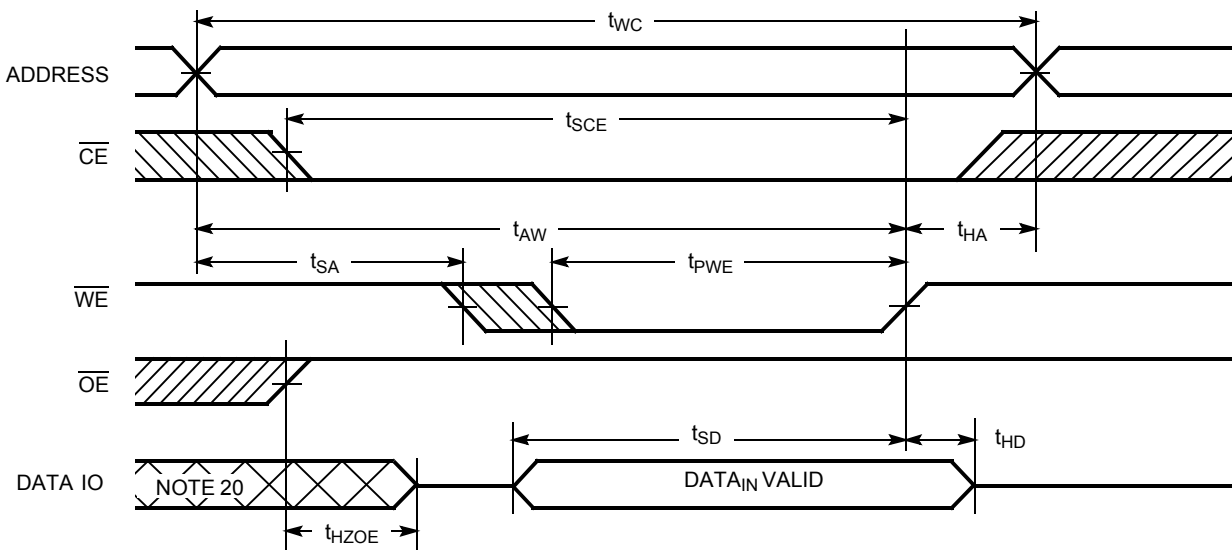 tWC
ADDRESS
tSCE
CE
tAW
tHA
tSA
tPWE
WE
OE
tSD
tHD
DATA IO
NOTE 20
DATAIN VALID
tHZOE